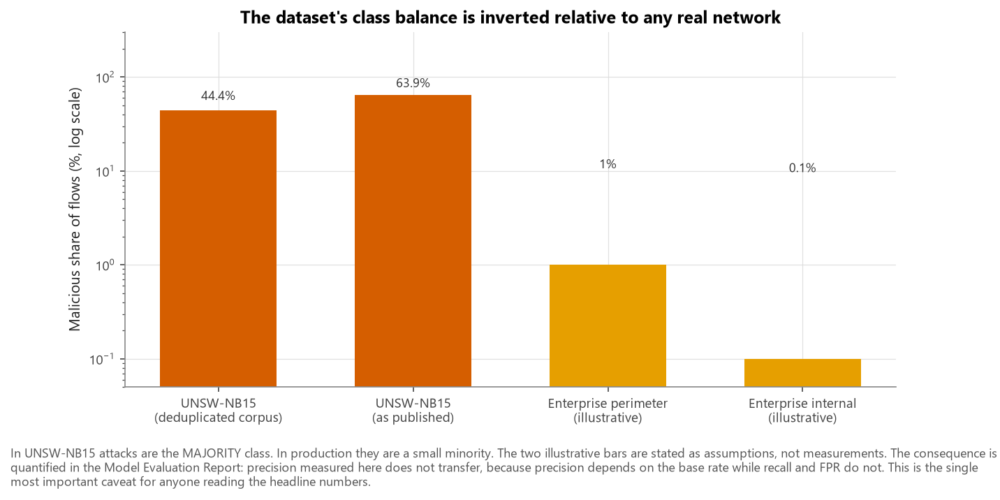 The dataset's class balance is inverted relative to any real network
Malicious share of flows (%, log scale)
10²
10¹
10⁰
10⁻¹
44.4%
63.9%
1%
0.1%
UNSW-NB15
(deduplicated corpus)
UNSW-NB15
(as published)
Enterprise perimeter
(illustrative)
Enterprise internal
(illustrative)
In UNSW-NB15 attacks are the MAJORITY class. In production they are a small minority. The two illustrative bars are stated as assumptions, not measurements. The consequence is
quantified in the Model Evaluation Report: precision measured here does not transfer, because precision depends on the base rate while recall and FPR do not. This is the single
most important caveat for anyone reading the headline numbers.